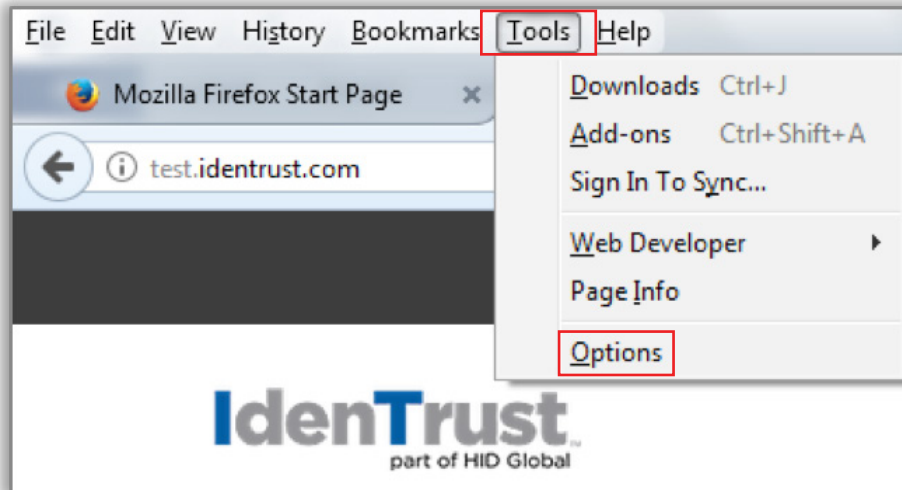 File Edit View History Bookmarks Tools Help
Mozilla Firefox Start Page
Downloads Ctrl+J
Add-ons Ctrl+Shift+A
test.identrust.com
Sign In To Sync...
Web Developer
Page Info
Options
IdenTrust™
part of HID Global